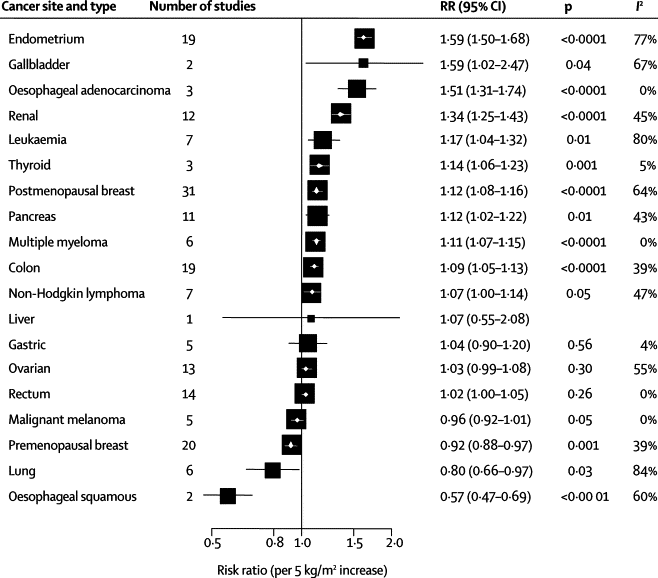 Cancer site and type Number of studies RR (95% CI) p I²
Endometrium 19 1·59 (1·50–1·68) <0·0001 77%
Gallbladder 2 1·59 (1·02–2·47) 0·04 67%
Oesophageal adenocarcinoma 3 1·51 (1·31–1·74) <0·0001 0%
Renal 12 1·34 (1·25–1·43) <0·0001 45%
Leukaemia 7 1·17 (1·04–1·32) 0·01 80%
Thyroid 3 1·14 (1·06–1·23) 0·001 5%
Postmenopausal breast 31 1·12 (1·08–1·16) <0·0001 64%
Pancreas 11 1·12 (1·02–1·22) 0·01 43%
Multiple myeloma 6 1·11 (1·07–1·15) <0·0001 0%
Colon 19 1·09 (1·05–1·13) <0·0001 39%
Non-Hodgkin lymphoma 7 1·07 (1·00–1·14) 0·05 47%
Liver 1 1·07 (0·55–2·08)
Gastric 5 1·04 (0·90–1·20) 0·56 4%
Ovarian 13 1·03 (0·99–1·08) 0·30 55%
Rectum 14 1·02 (1·00–1·05) 0·26 0%
Malignant melanoma 5 0·96 (0·92–1·01) 0·05 0%
Premenopausal breast 20 0·92 (0·88–0·97) 0·001 39%
Lung 6 0·80 (0·66–0·97) 0·03 84%
Oesophageal squamous 2 0·57 (0·47–0·69) <0·00 01 60%
0·5 0·8 1·0 1·5 2·0
Risk ratio (per 5 kg/m² increase)